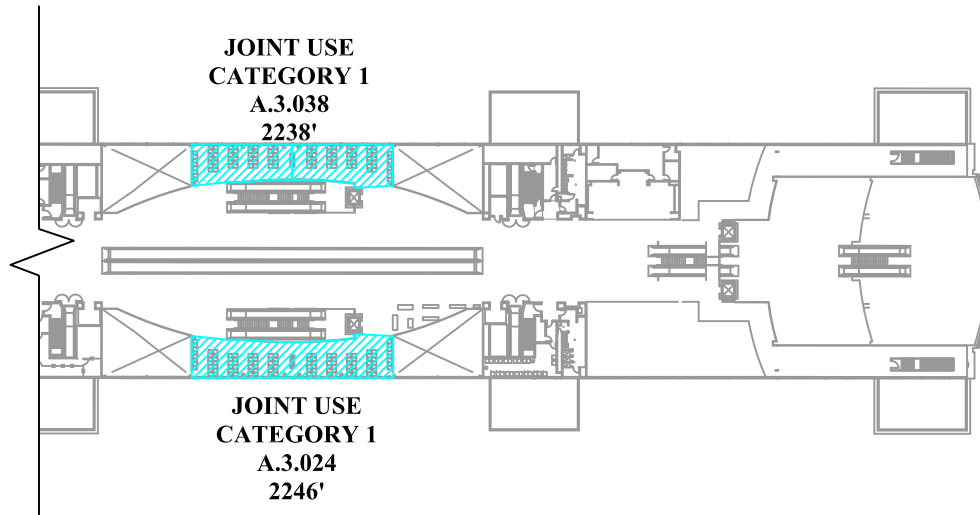 JOINT USE
CATEGORY 1
A.3.038
2238'
JOINT USE
CATEGORY 1
A.3.024
2246'